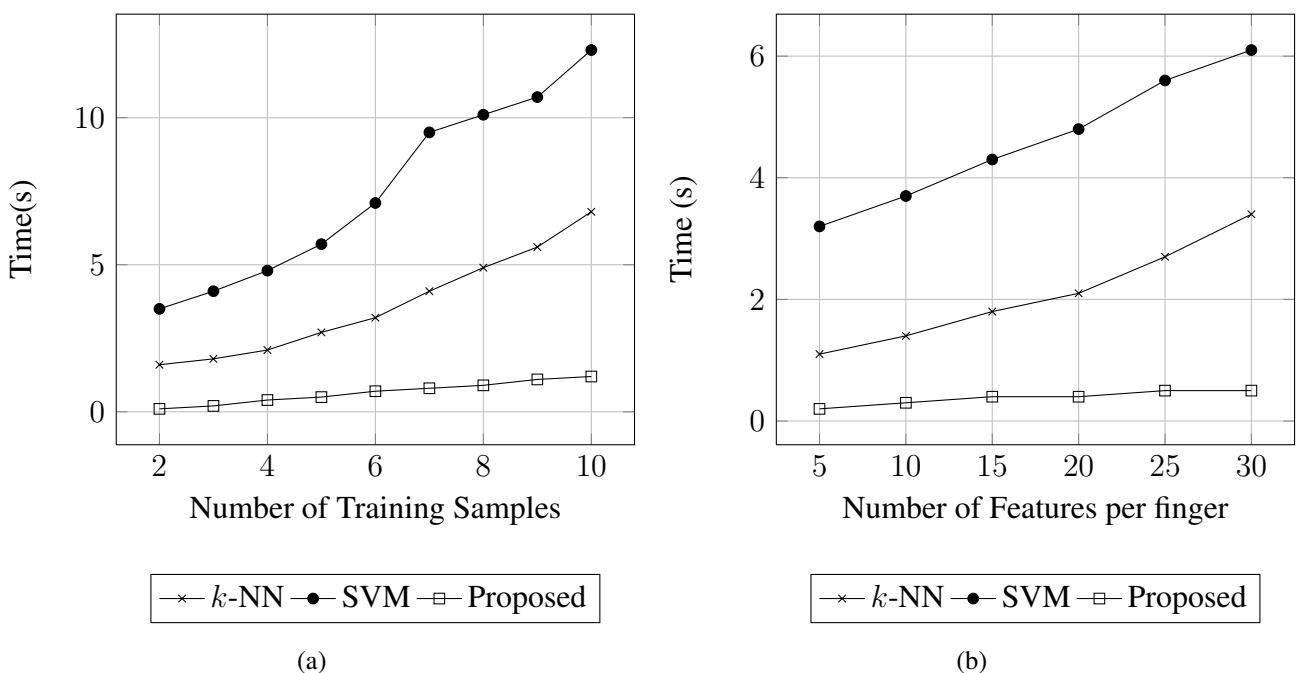 10
5
0
Time(s)
2 4 6 8 10
Number of Training Samples
k-NN SVM Proposed
(a)
6
4
2
0
Time (s)
5 10 15 20 25 30
Number of Features per finger
k-NN SVM Proposed
(b)